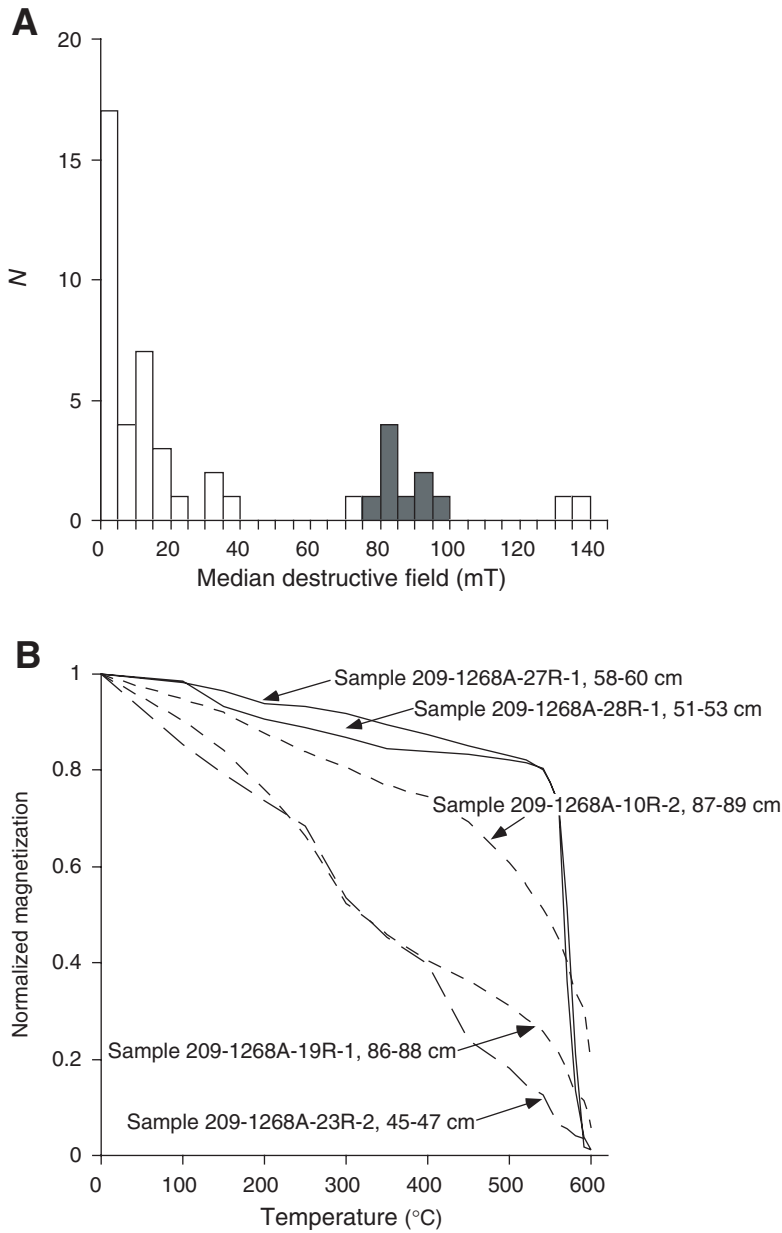 A
20
15
N
10
5
0
0 20 40 60 80 100 120 140
Median destructive field (mT)
B
1
Sample 209-1268A-27R-1, 58-60 cm
Sample 209-1268A-28R-1, 51-53 cm
0.8
Sample 209-1268A-10R-2, 87-89 cm
0.6
Normalized magnetization
0.4
0.2
Sample 209-1268A-19R-1, 86-88 cm
Sample 209-1268A-23R-2, 45-47 cm
0
0 100 200 300 400 500 600
Temperature (°C)